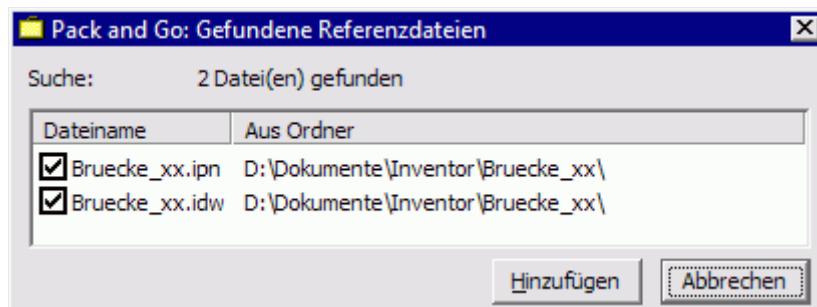 Pack and Go: Gefundene Referenzdateien
Suche: 2 Datei(en) gefunden
Dateiname Aus Ordner
Bruecke_xx.ipn D:\Dokumente\Inventor\Bruecke_xx\
Bruecke_xx.idw D:\Dokumente\Inventor\Bruecke_xx\
Hinzufügen Abbrechen